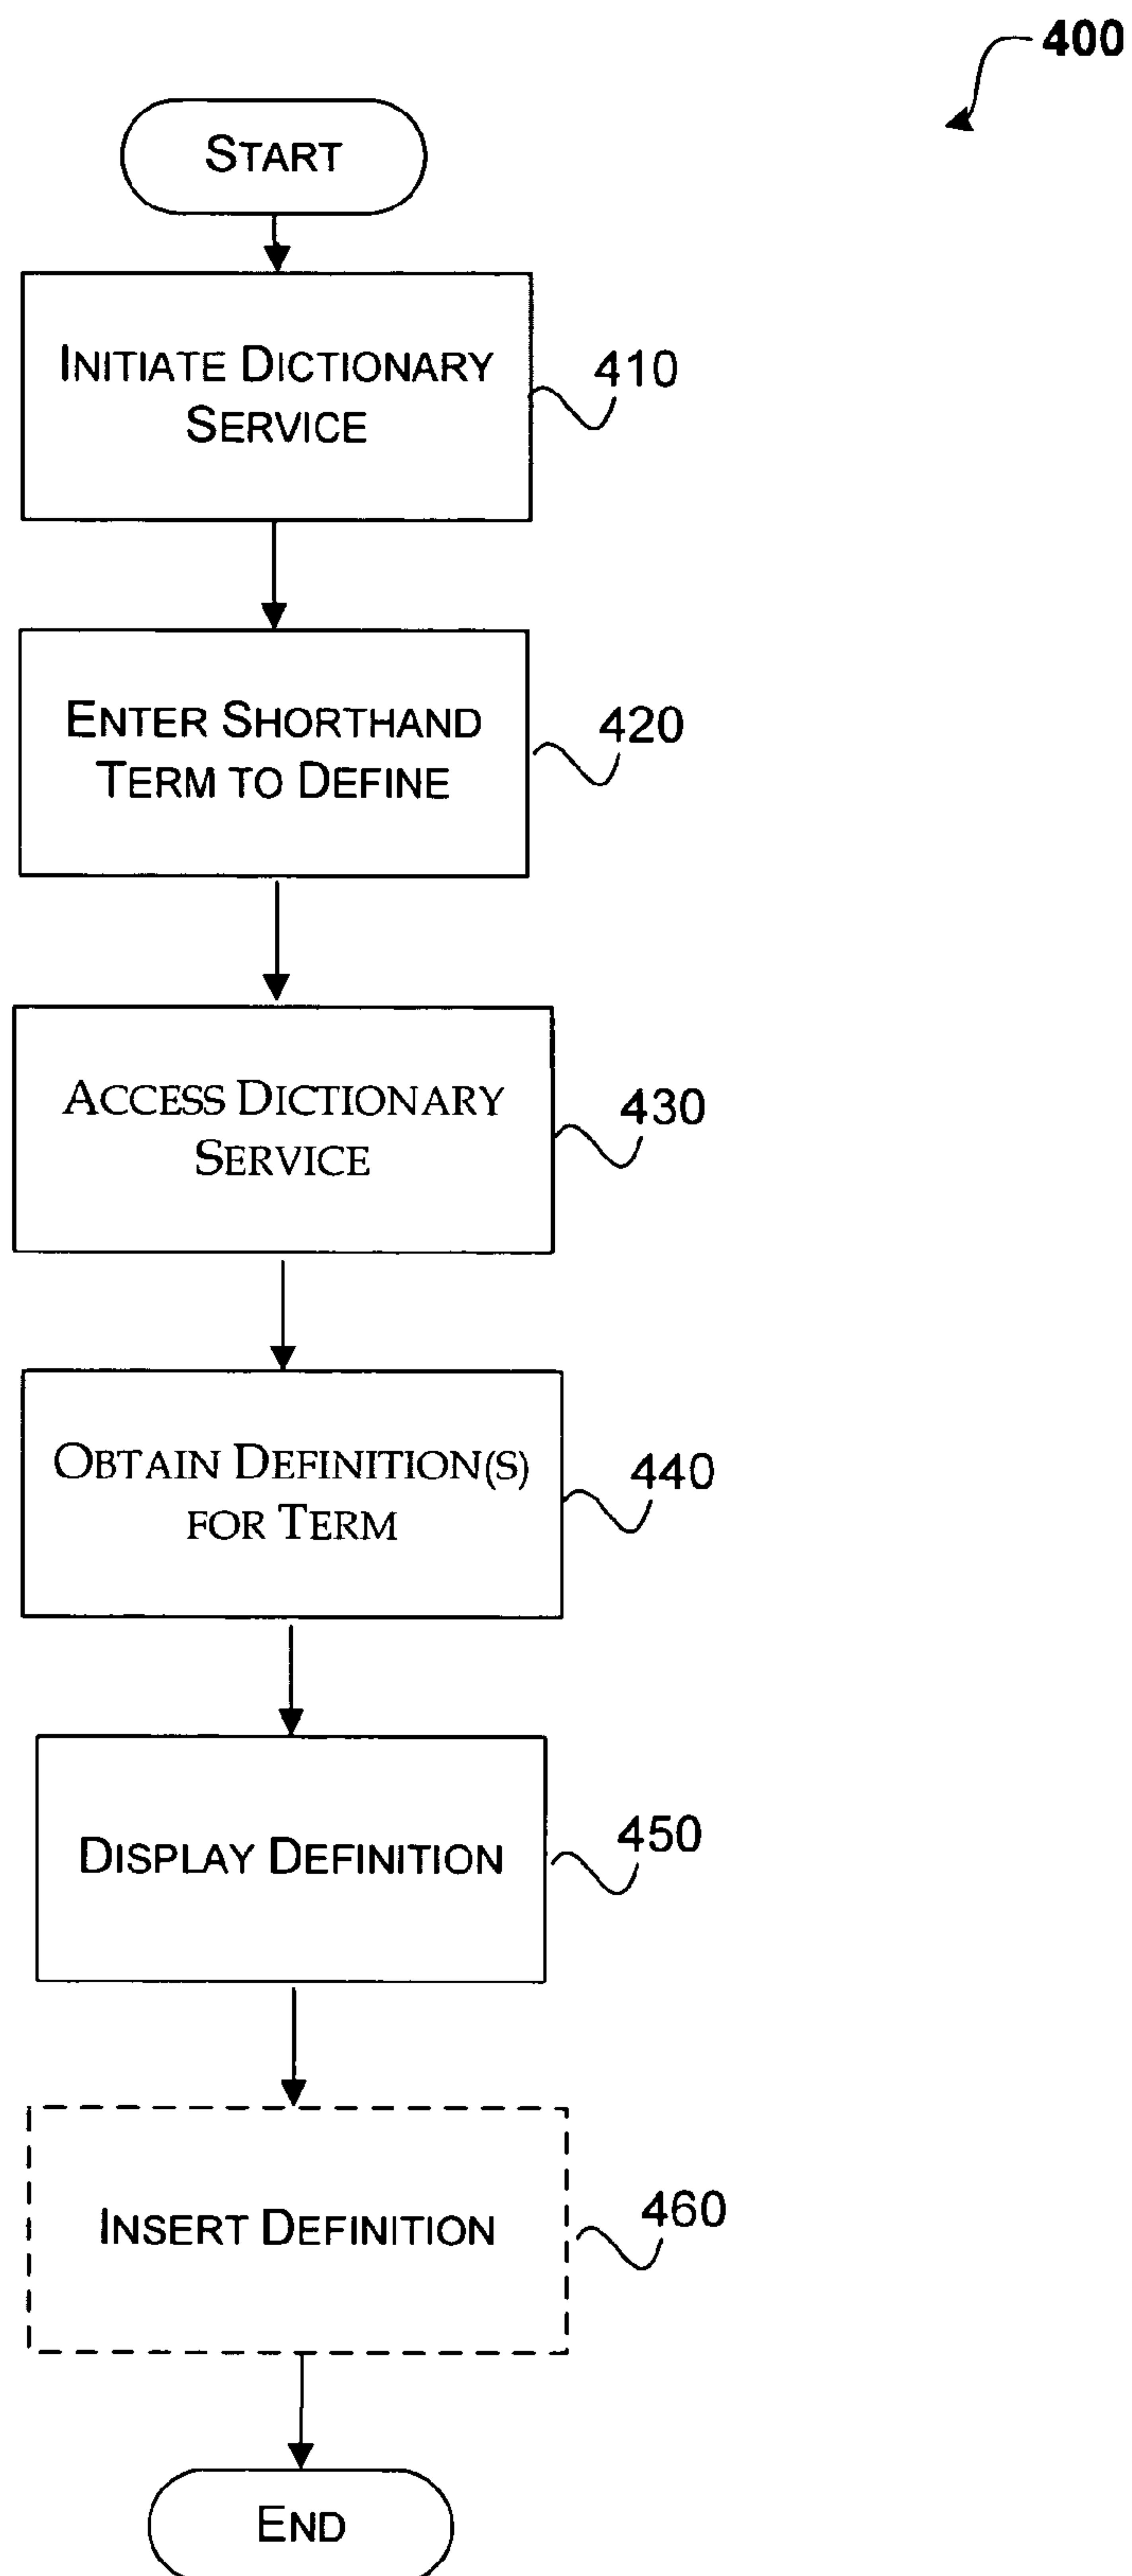 400
START
INITIATE DICTIONARY
SERVICE
410
ENTER SHORTHAND
TERM TO DEFINE
420
ACCESS DICTIONARY
SERVICE
430
OBTAIN DEFINITION(S)
FOR TERM
440
DISPLAY DEFINITION
450
INSERT DEFINITION
460
END